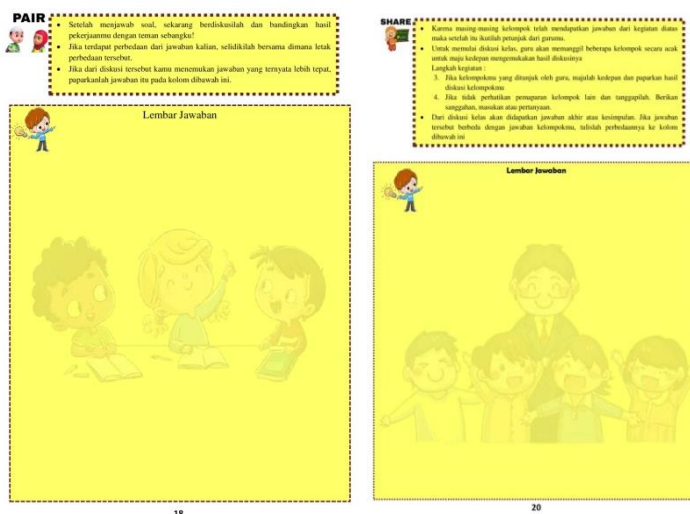 PAIR
• Setelah menjawab soal, sekarang berdiskusilah dan bandingkan hasil
pekerjaanmu dengan teman sebangku!
• Jika terdapat perbedaan dari jawaban kalian, selidikilah bersama dimana letak
perbedaan tersebut.
• Jika dari diskusi tersebut kamu menemukan jawaban yang ternyata lebih tepat,
paparkanlah jawaban itu pada kolom dibawah ini.
Lembar Jawaban
18
SHARE
• Karena masing-masing kelompok telah mendapatkan jawaban dari kegiatan diatas
maka setelah itu ikutilah petunjuk dari gurumu.
• Untuk memulai diskusi kelas, guru akan memanggil beberapa kelompok secara acak
untuk maju kedepan mengemukakan hasil diskusinya
Langkah kegiatan :
3. Jika kelompokmu yang ditunjuk oleh guru, majulah kedepan dan paparkan hasil
diskusi kelompokmu
4. Jika tidak perhatikan pemaparan kelompok lain dan tanggapilah. Berikan
sanggahan, masukan atau pertanyaan.
• Dari diskusi kelas akan didapatkan jawaban akhir atau kesimpulan. Jika jawaban
tersebut berbeda dengan jawaban kelompokmu, tulislah perbedaannya ke kolom
dibawah ini
Lembar Jawaban
20